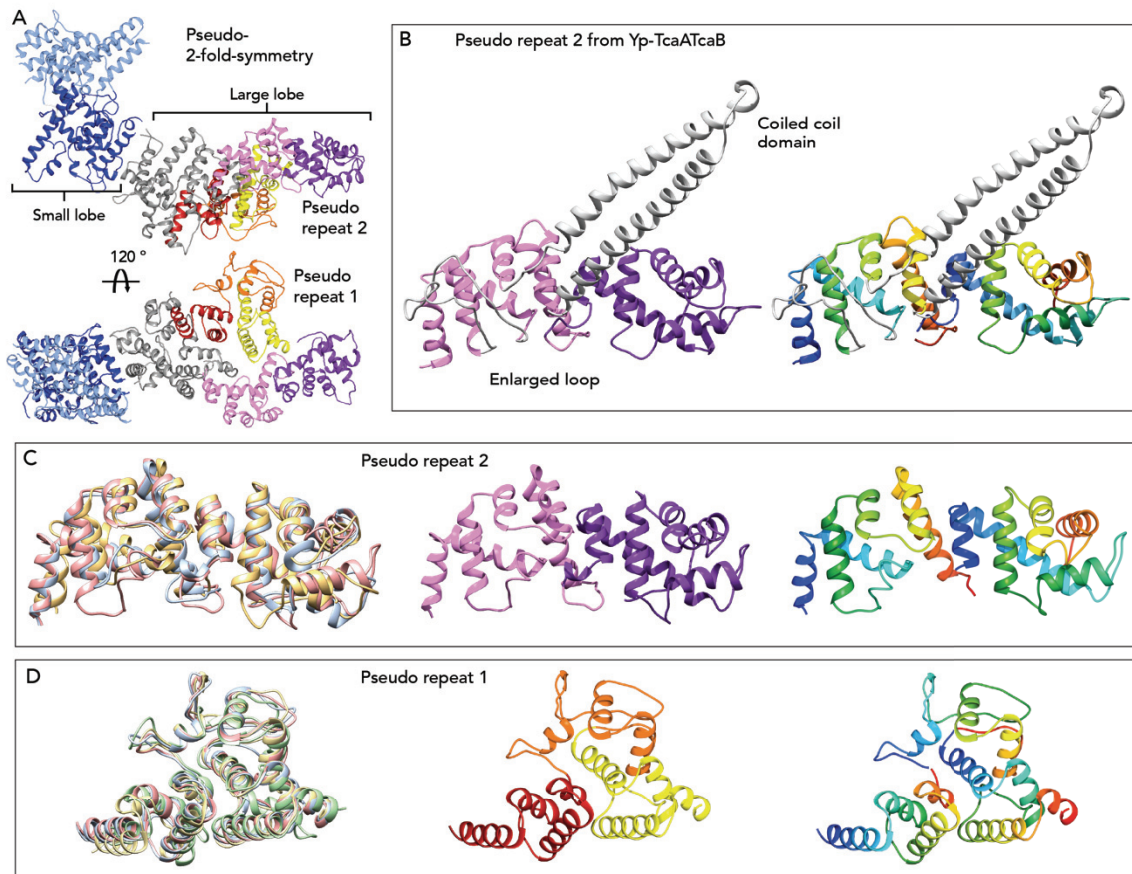 A
Pseudo-
2-fold-symmetry
Large lobe
Small lobe
Pseudo
repeat 2
120 °
Pseudo
repeat 1
B
Pseudo repeat 2 from Yp-TcaATcaB
Coiled coil
domain
Enlarged loop
C
Pseudo repeat 2
D
Pseudo repeat 1